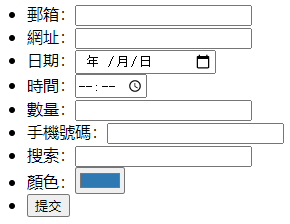 郵箱：
網址：
日期： 年 /月/日
時間： --:--
數量：
手機號碼：
搜索：
顏色：
提交